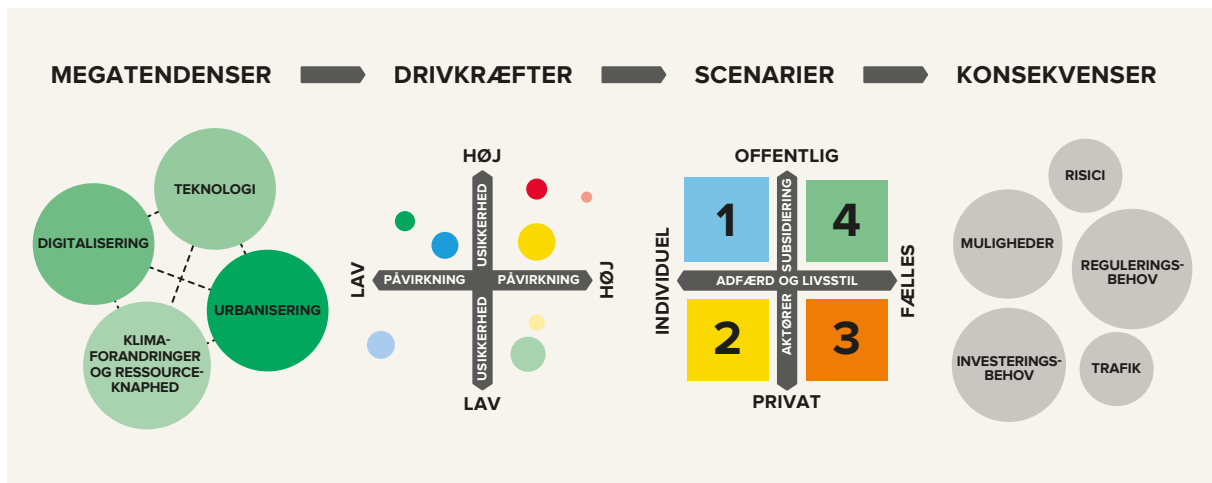 MEGATENDENSER
DRIVKRÆFTER
SCENARIER
KONSEKVENSER
TEKNOLOGI
DIGITALISERING
URBANISERING
KLIMA-
FORANDRINGER
OG RESSOURCE-
KNAPHED
HØJ
USIKKERHED
LAV
PÅVIRKNING
PÅVIRKNING
HØJ
USIKKERHED
LAV
OFFENTLIG
1
SUBSIDIERING
4
INDIVIDUEL
ADFÆRD OG LIVSSTIL
FÆLLES
2
AKTØRER
3
PRIVAT
RISICI
MULIGHEDER
REGULERINGS-
BEHOV
INVESTERINGS-
BEHOV
TRAFIK